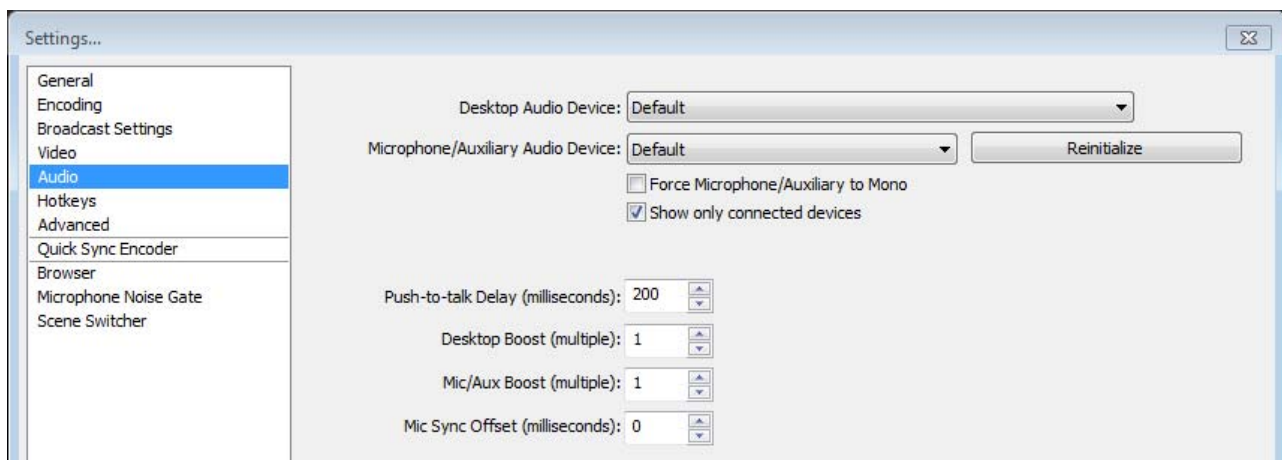 Settings...
General
Encoding
Broadcast Settings
Video
Audio
Hotkeys
Advanced
Quick Sync Encoder
Browser
Microphone Noise Gate
Scene Switcher
Desktop Audio Device: Default
Microphone/Auxiliary Audio Device: Default Reinitialize
Force Microphone/Auxiliary to Mono
Show only connected devices
Push-to-talk Delay (milliseconds): 200
Desktop Boost (multiple): 1
Mic/Aux Boost (multiple): 1
Mic Sync Offset (milliseconds): 0